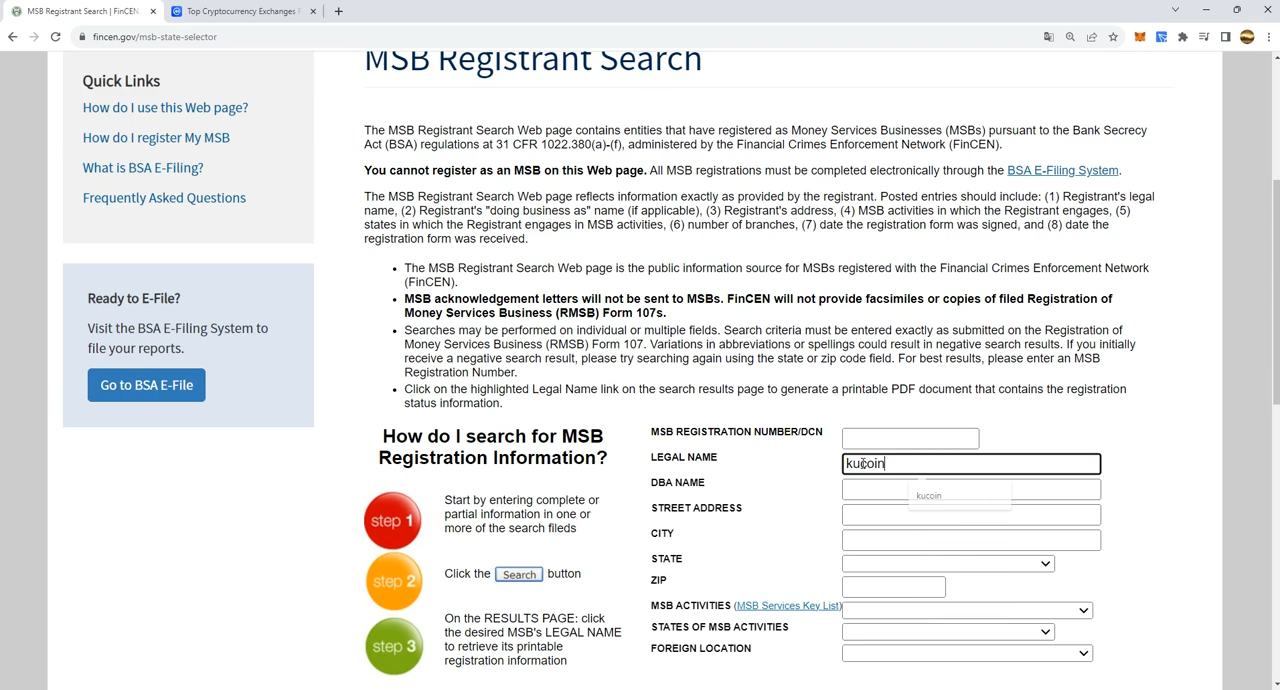 MSB Registrant Search | FinCEN.
Top Cryptocurrency Exchanges
fincen.gov/msb-state-selector
MSB Registrant Search
Quick Links
How do I use this Web page?
How do I register My MSB
What is BSA E-Filing?
Frequently Asked Questions
Ready to E-File?
Visit the BSA E-Filing System to
file your reports.
Go to BSA E-File
The MSB Registrant Search Web page contains entities that have registered as Money Services Businesses (MSBs) pursuant to the Bank Secrecy
Act (BSA) regulations at 31 CFR 1022.380(a)-(f), administered by the Financial Crimes Enforcement Network (FinCEN).
You cannot register as an MSB on this Web page. All MSB registrations must be completed electronically through the BSA E-Filing System.
The MSB Registrant Search Web page reflects information exactly as provided by the registrant. Posted entries should include: (1) Registrant's legal
name, (2) Registrant's "doing business as" name (if applicable), (3) Registrant's address, (4) MSB activities in which the Registrant engages, (5)
states in which the Registrant engages in MSB activities, (6) number of branches, (7) date the registration form was signed, and (8) date the
registration form was received.
• The MSB Registrant Search Web page is the public information source for MSBs registered with the Financial Crimes Enforcement Network
(FinCEN).
• MSB acknowledgement letters will not be sent to MSBs. FinCEN will not provide facsimiles or copies of filed Registration of
Money Services Business (RMSB) Form 107s.
• Searches may be performed on individual or multiple fields. Search criteria must be entered exactly as submitted on the Registration of
Money Services Business (RMSB) Form 107. Variations in abbreviations or spellings could result in negative search results. If you initially
receive a negative search result, please try searching again using the state or zip code field. For best results, please enter an MSB
Registration Number.
• Click on the highlighted Legal Name link on the search results page to generate a printable PDF document that contains the registration
status information.
How do I search for MSB
Registration Information?
step 1
Start by entering complete or
partial information in one or
more of the search fileds
step 2
Click the Search button
step 3
On the RESULTS PAGE: click
the desired MSB's LEGAL NAME
to retrieve its printable
registration information
MSB REGISTRATION NUMBER/DCN
LEGAL NAME
kucoin
DBA NAME
kucoin
STREET ADDRESS
CITY
STATE
ZIP
MSB ACTIVITIES (MSB Services Key List)
STATES OF MSB ACTIVITIES
FOREIGN LOCATION